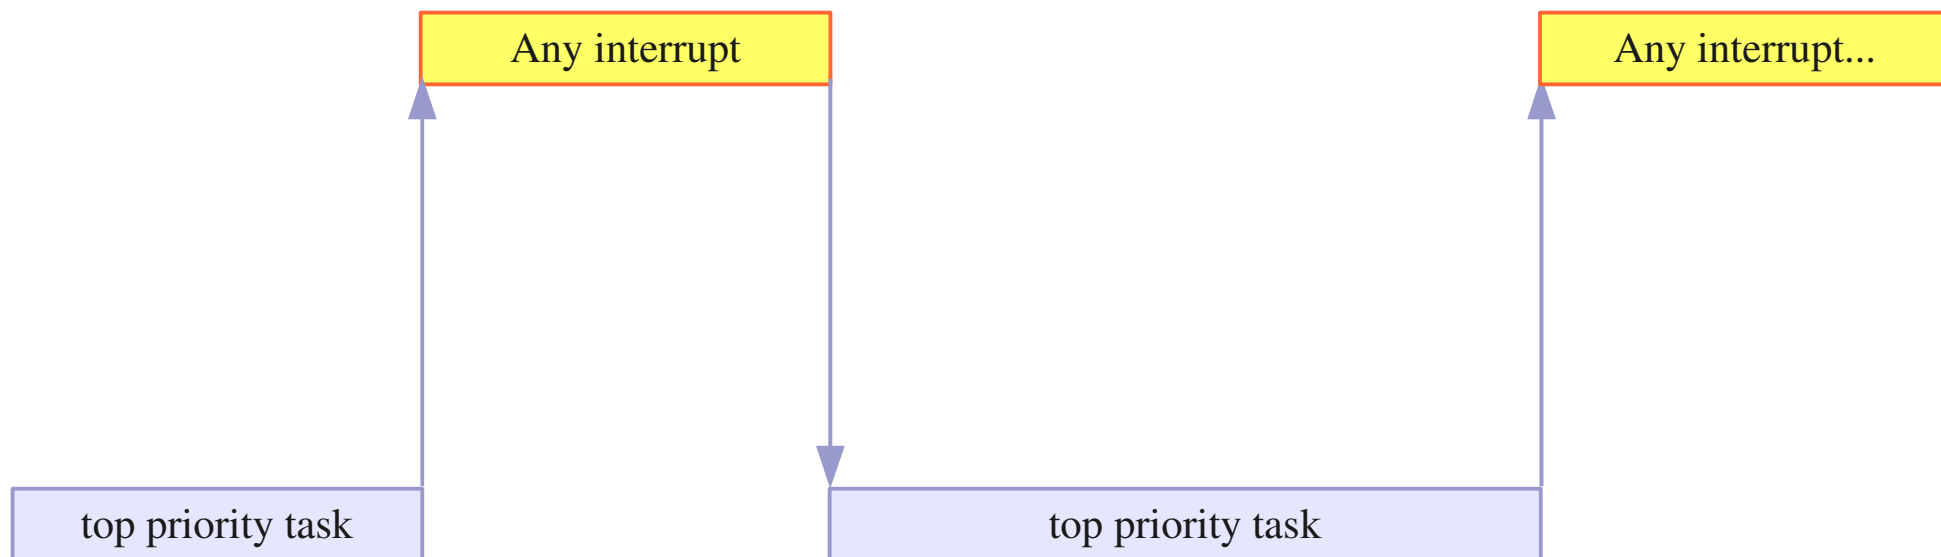 Any interrupt
Any interrupt...
top priority task
top priority task